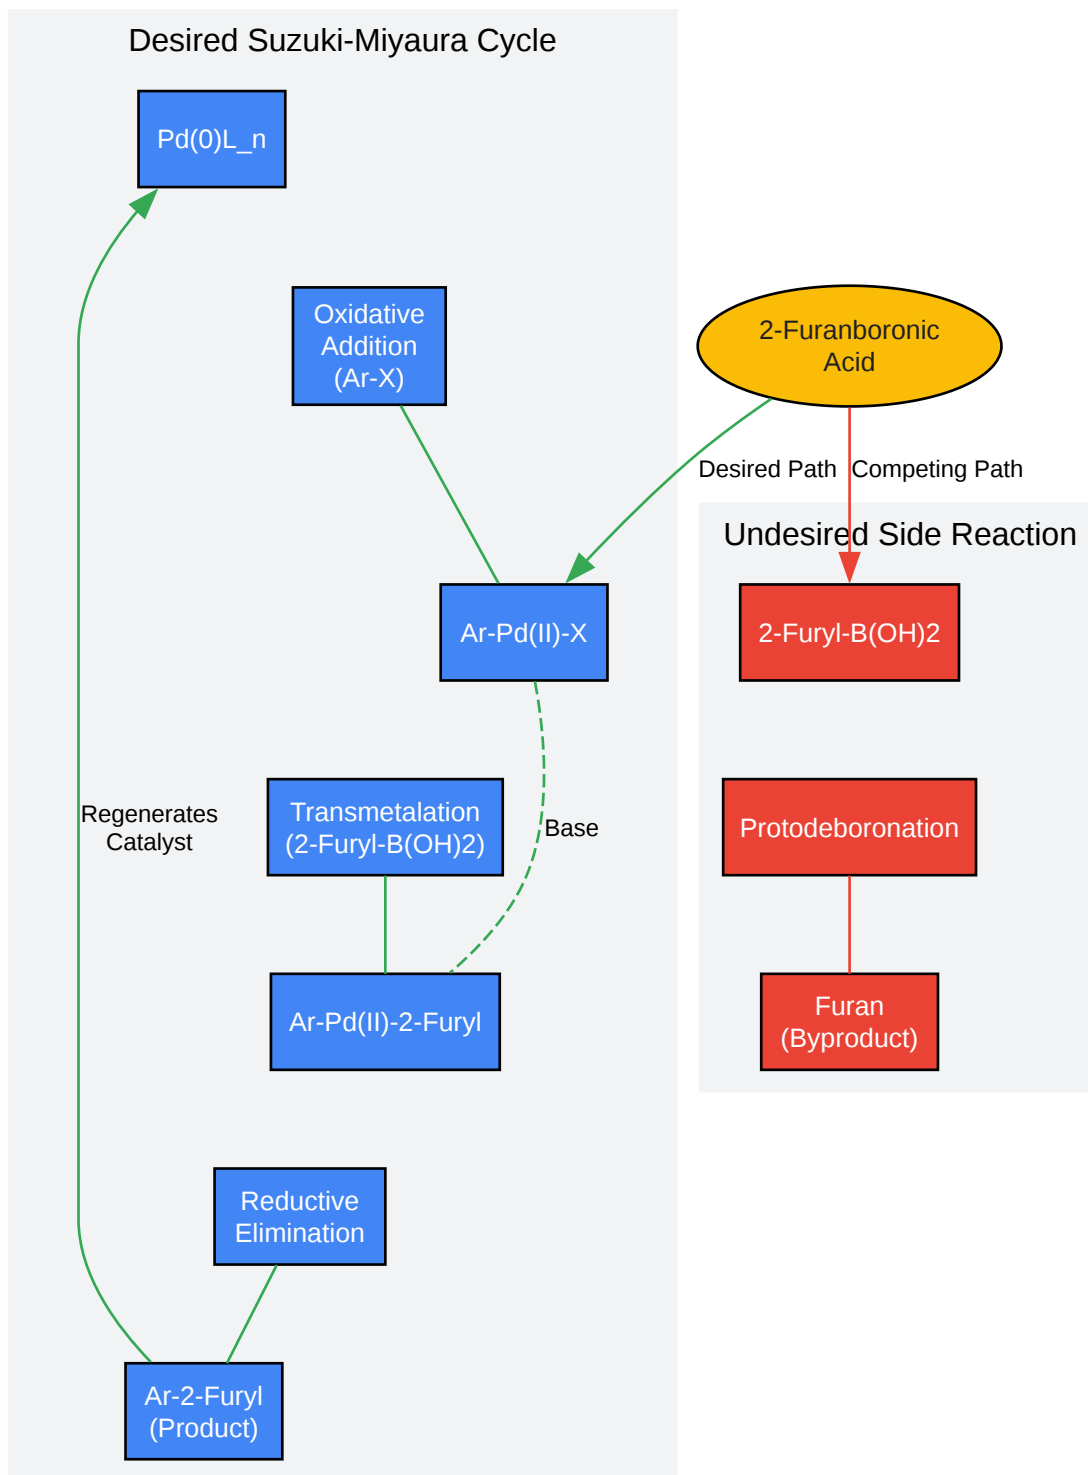 Desired Suzuki-Miyaura Cycle
Pd(0)L_n
Oxidative
Addition
(Ar-X)
2-Furanboronic
Acid
Desired Path
Competing Path
Undesired Side Reaction
Ar-Pd(II)-X
2-Furyl-B(OH)2
Transmetalation
(2-Furyl-B(OH)2)
Base
Regenerates
Catalyst
Protodeboronation
Ar-Pd(II)-2-Furyl
Furan
(Byproduct)
Reductive
Elimination
Ar-2-Furyl
(Product)